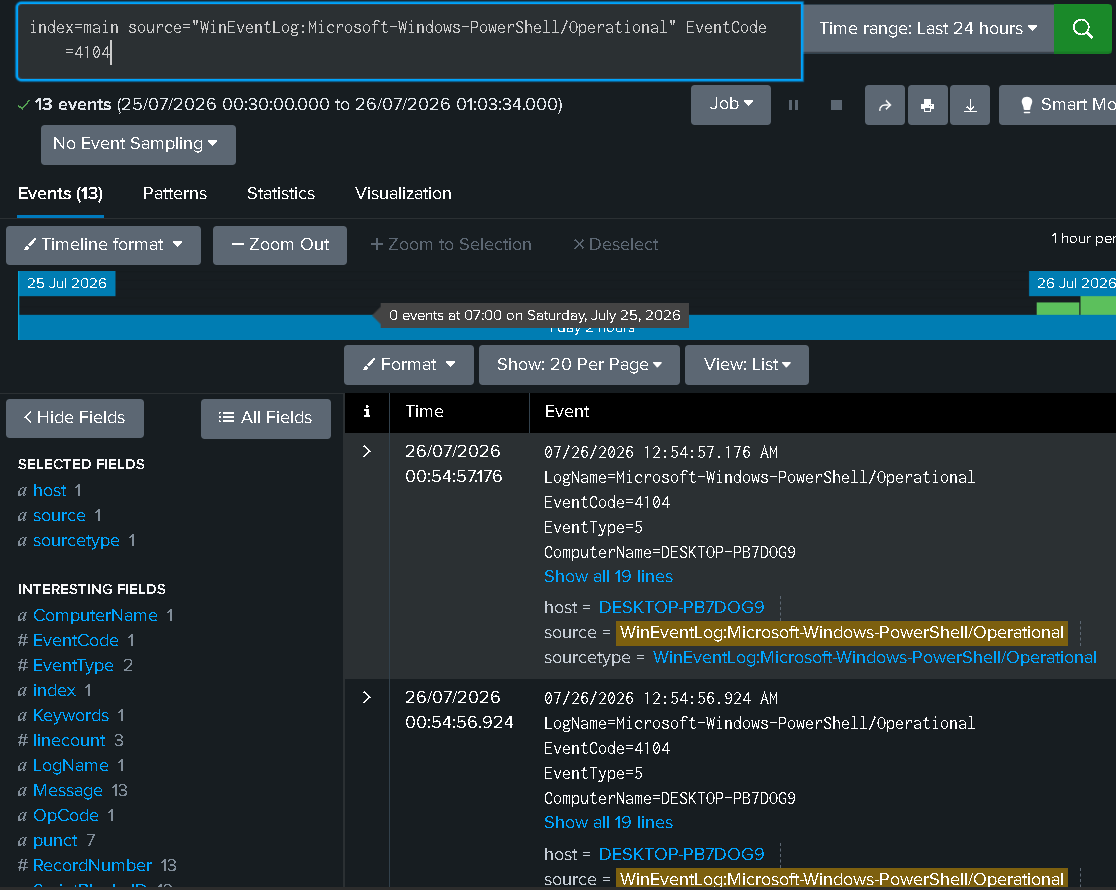 index=main source="WinEventLog:Microsoft-Windows-PowerShell/Operational" EventCode
=4104
Time range: Last 24 hours
13 events (25/07/2026 00:30:00.000 to 26/07/2026 01:03:34.000)
Job
Smart Mo
No Event Sampling
Events (13)
Patterns
Statistics
Visualization
Timeline format
— Zoom Out
+ Zoom to Selection
× Deselect
1 hour per
25 Jul 2026
26 Jul 2026
0 events at 07:00 on Saturday, July 25, 2026
1 day 2 hours
Format
Show: 20 Per Page
View: List
< Hide Fields
All Fields
i
Time
Event
SELECTED FIELDS
a host 1
a source 1
a sourcetype 1
INTERESTING FIELDS
a ComputerName 1
# EventCode 1
# EventType 2
a index 1
a Keywords 1
# linecount 3
a LogName 1
a Message 13
a OpCode 1
a punct 7
# RecordNumber 13
>
26/07/2026
00:54:57.176
07/26/2026 12:54:57.176 AM
LogName=Microsoft-Windows-PowerShell/Operational
EventCode=4104
EventType=5
ComputerName=DESKTOP-PB7DOG9
Show all 19 lines
host = DESKTOP-PB7DOG9
source = WinEventLog:Microsoft-Windows-PowerShell/Operational
sourcetype = WinEventLog:Microsoft-Windows-PowerShell/Operational
>
26/07/2026
00:54:56.924
07/26/2026 12:54:56.924 AM
LogName=Microsoft-Windows-PowerShell/Operational
EventCode=4104
EventType=5
ComputerName=DESKTOP-PB7DOG9
Show all 19 lines
host = DESKTOP-PB7DOG9
source = WinEventLog:Microsoft-Windows-PowerShell/Operational